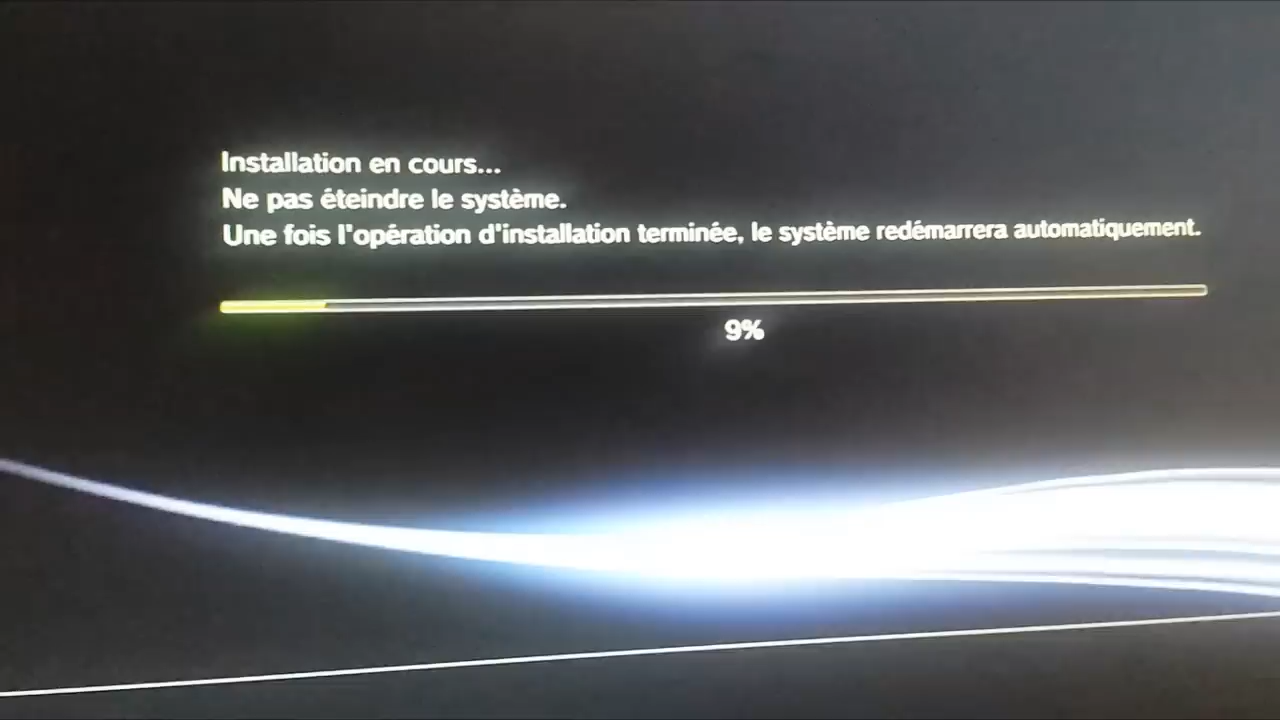 Installation en cours...
Ne pas éteindre le système.
Une fois l'opération d'installation terminée, le système redémarrera automatiquement.
9%